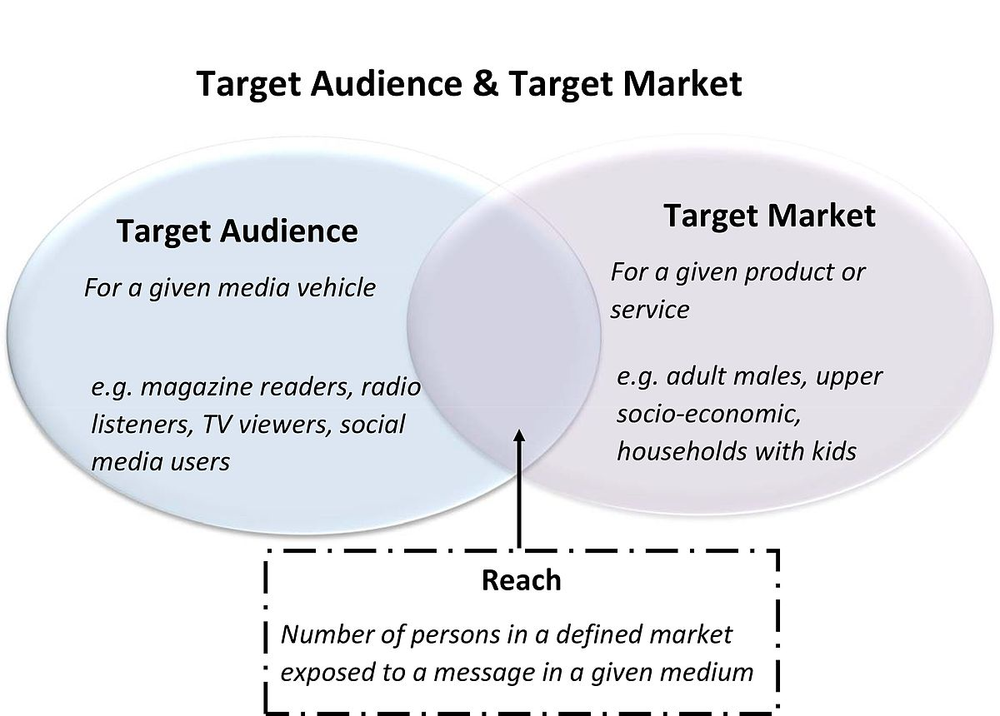 Target Audience & Target Market
Target Audience
For a given media vehicle
e.g. magazine readers, radio
listeners, TV viewers, social
media users
Target Market
For a given product or
service
e.g. adult males, upper
socio-economic,
households with kids
Reach
Number of persons in a defined market
exposed to a message in a given medium